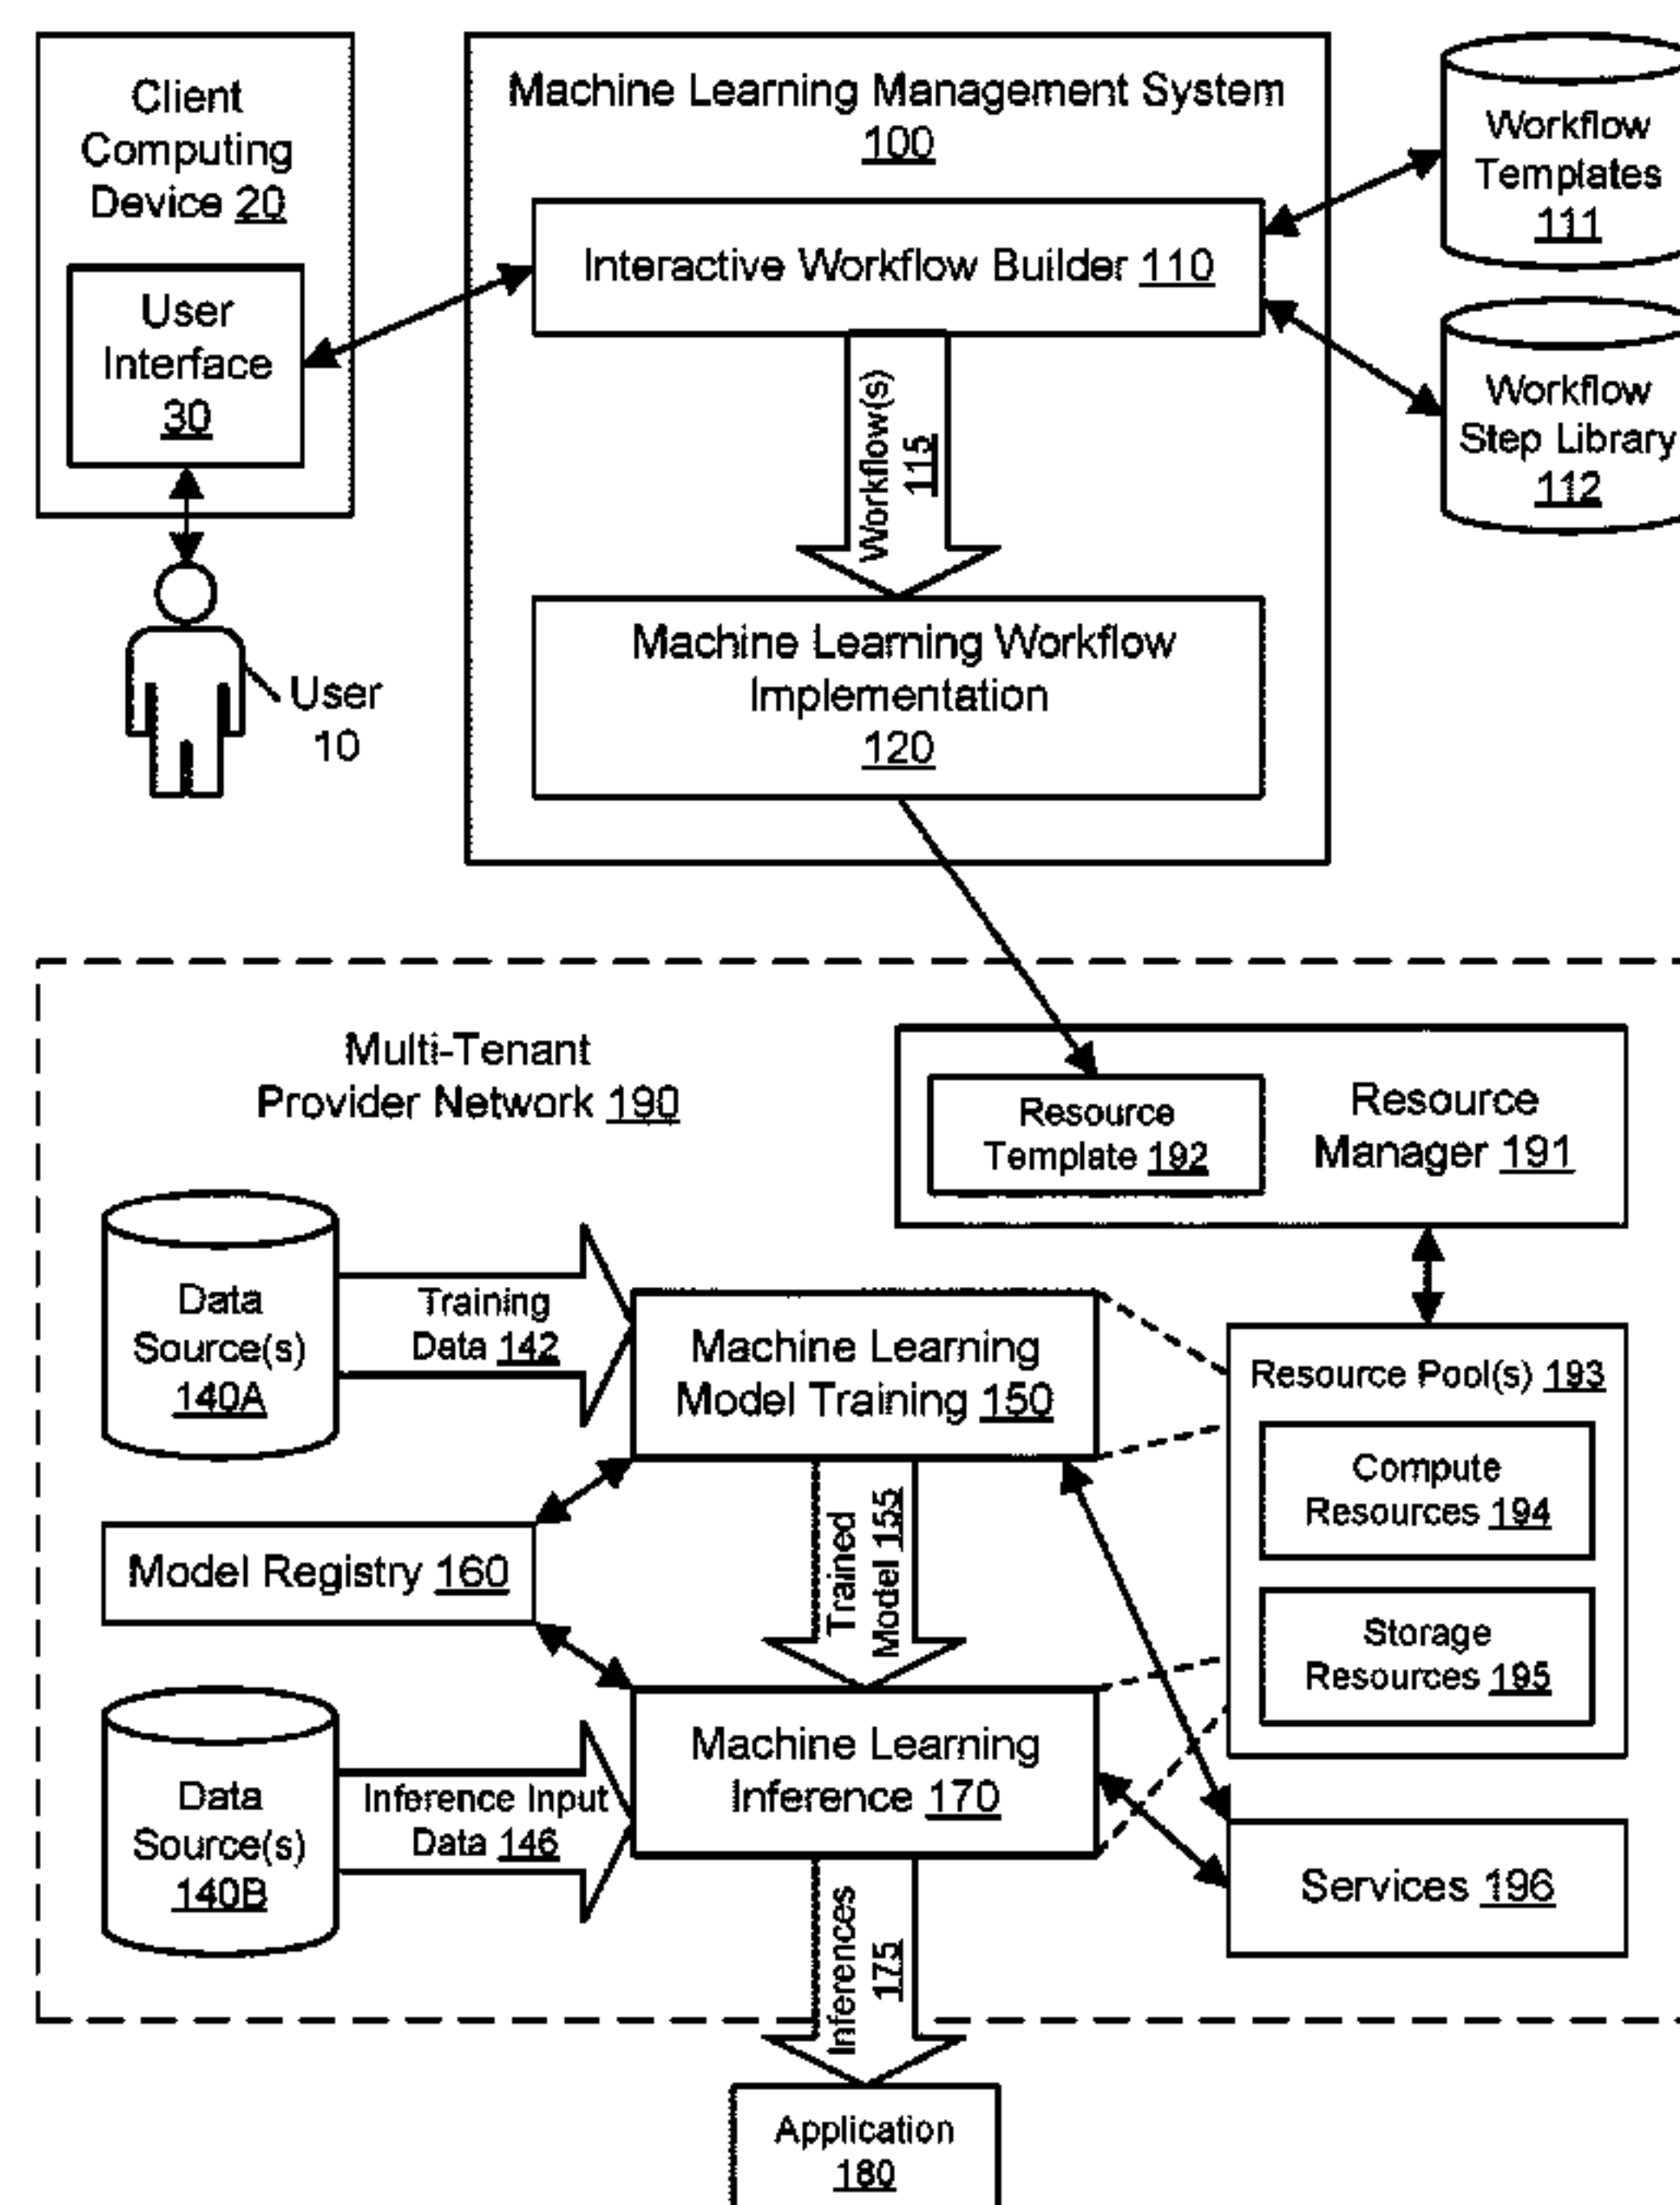 Client
Computing
Device 20
User
Interface
30
User
10
Machine Learning Management System
100
Interactive Workflow Builder 110
Workflow(s)
115
Machine Learning Workflow
Implementation
120
Workflow
Templates
111
Workflow
Step Library
112
Multi-Tenant
Provider Network 190
Resource
Template 192
Resource
Manager 191
Data
Source(s)
140A
Training
Data 142
Machine Learning
Model Training 150
Resource Pool(s) 193
Compute
Resources 194
Storage
Resources 195
Model Registry 160
Trained
Model 155
Data
Source(s)
140B
Inference Input
Data 146
Machine Learning
Inference 170
Services 196
Inferences
175
Application
180